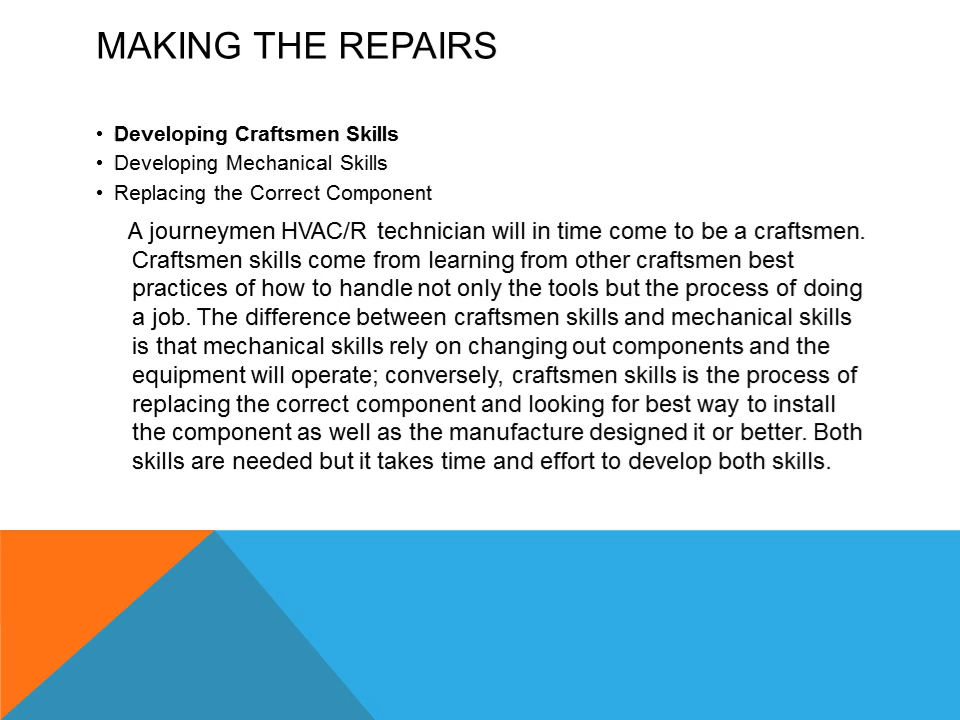 MAKING THE REPAIRS
• Developing Craftsmen Skills
• Developing Mechanical Skills
• Replacing the Correct Component
A journeymen HVAC/R technician will in time come to be a craftsmen.
Craftsmen skills come from learning from other craftsmen best
practices of how to handle not only the tools but the process of doing
a job. The difference between craftsmen skills and mechanical skills
is that mechanical skills rely on changing out components and the
equipment will operate; conversely, craftsmen skills is the process of
replacing the correct component and looking for best way to install
the component as well as the manufacture designed it or better. Both
skills are needed but it takes time and effort to develop both skills.